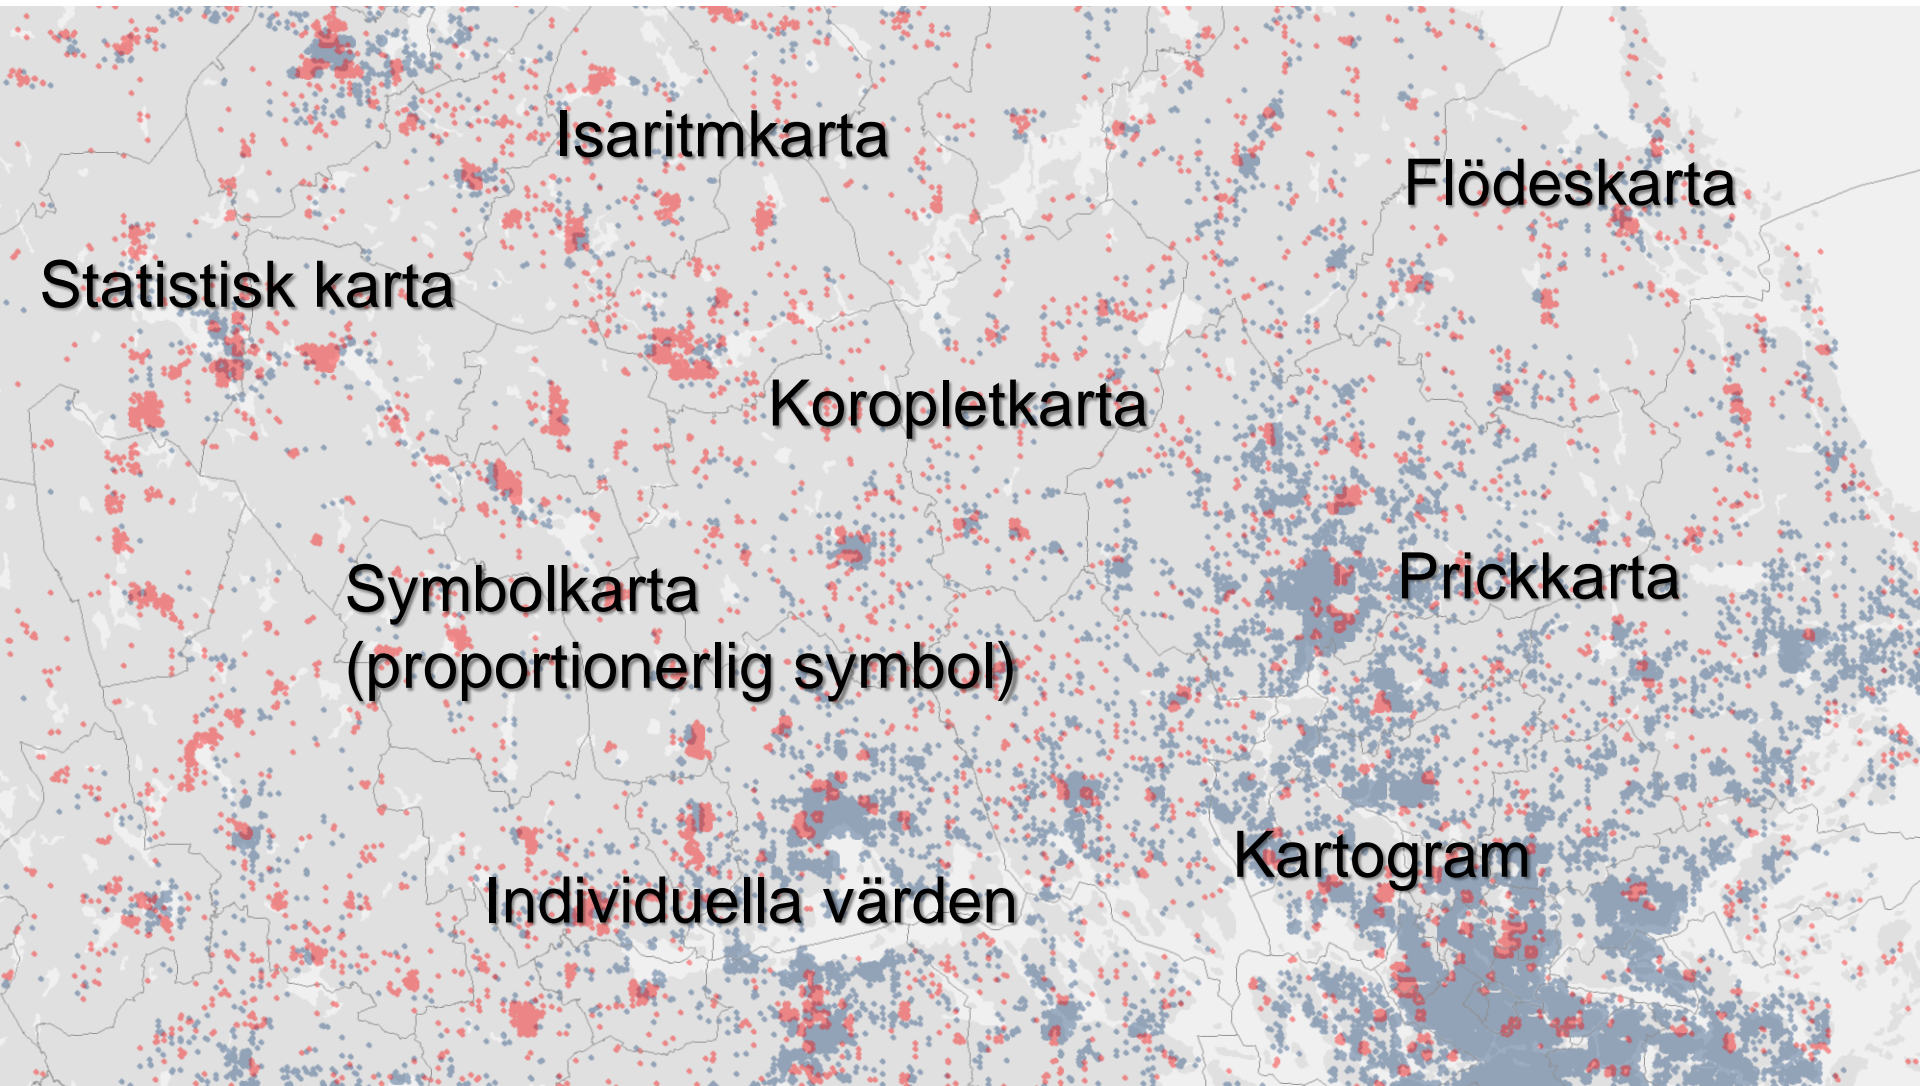 Isaritmkarta
Flödeskarta
Statistisk karta
Koropletkarta
Prickkarta
Symbolkarta
(proportionerlig symbol)
Kartogram
Individuella värden